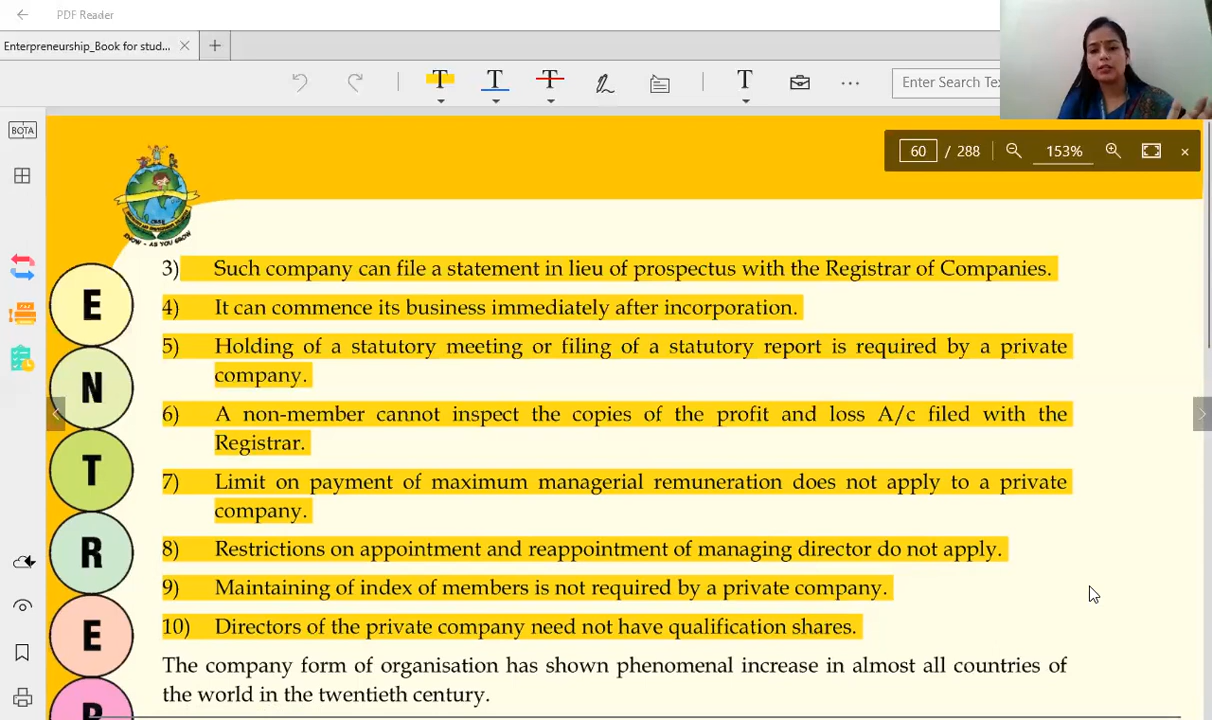 PDF Reader
Enterpreneurship_Book for stud...
T T T T Enter Search Tex
BOTA
60 / 288 153%
KNOW - AS YOU GROW
3) Such company can file a statement in lieu of prospectus with the Registrar of Companies.
4) It can commence its business immediately after incorporation.
5) Holding of a statutory meeting or filing of a statutory report is required by a private
company.
6) A non-member cannot inspect the copies of the profit and loss A/c filed with the
Registrar.
7) Limit on payment of maximum managerial remuneration does not apply to a private
company.
8) Restrictions on appointment and reappointment of managing director do not apply.
9) Maintaining of index of members is not required by a private company.
10) Directors of the private company need not have qualification shares.
The company form of organisation has shown phenomenal increase in almost all countries of
the world in the twentieth century.
E
N
T
R
E
P